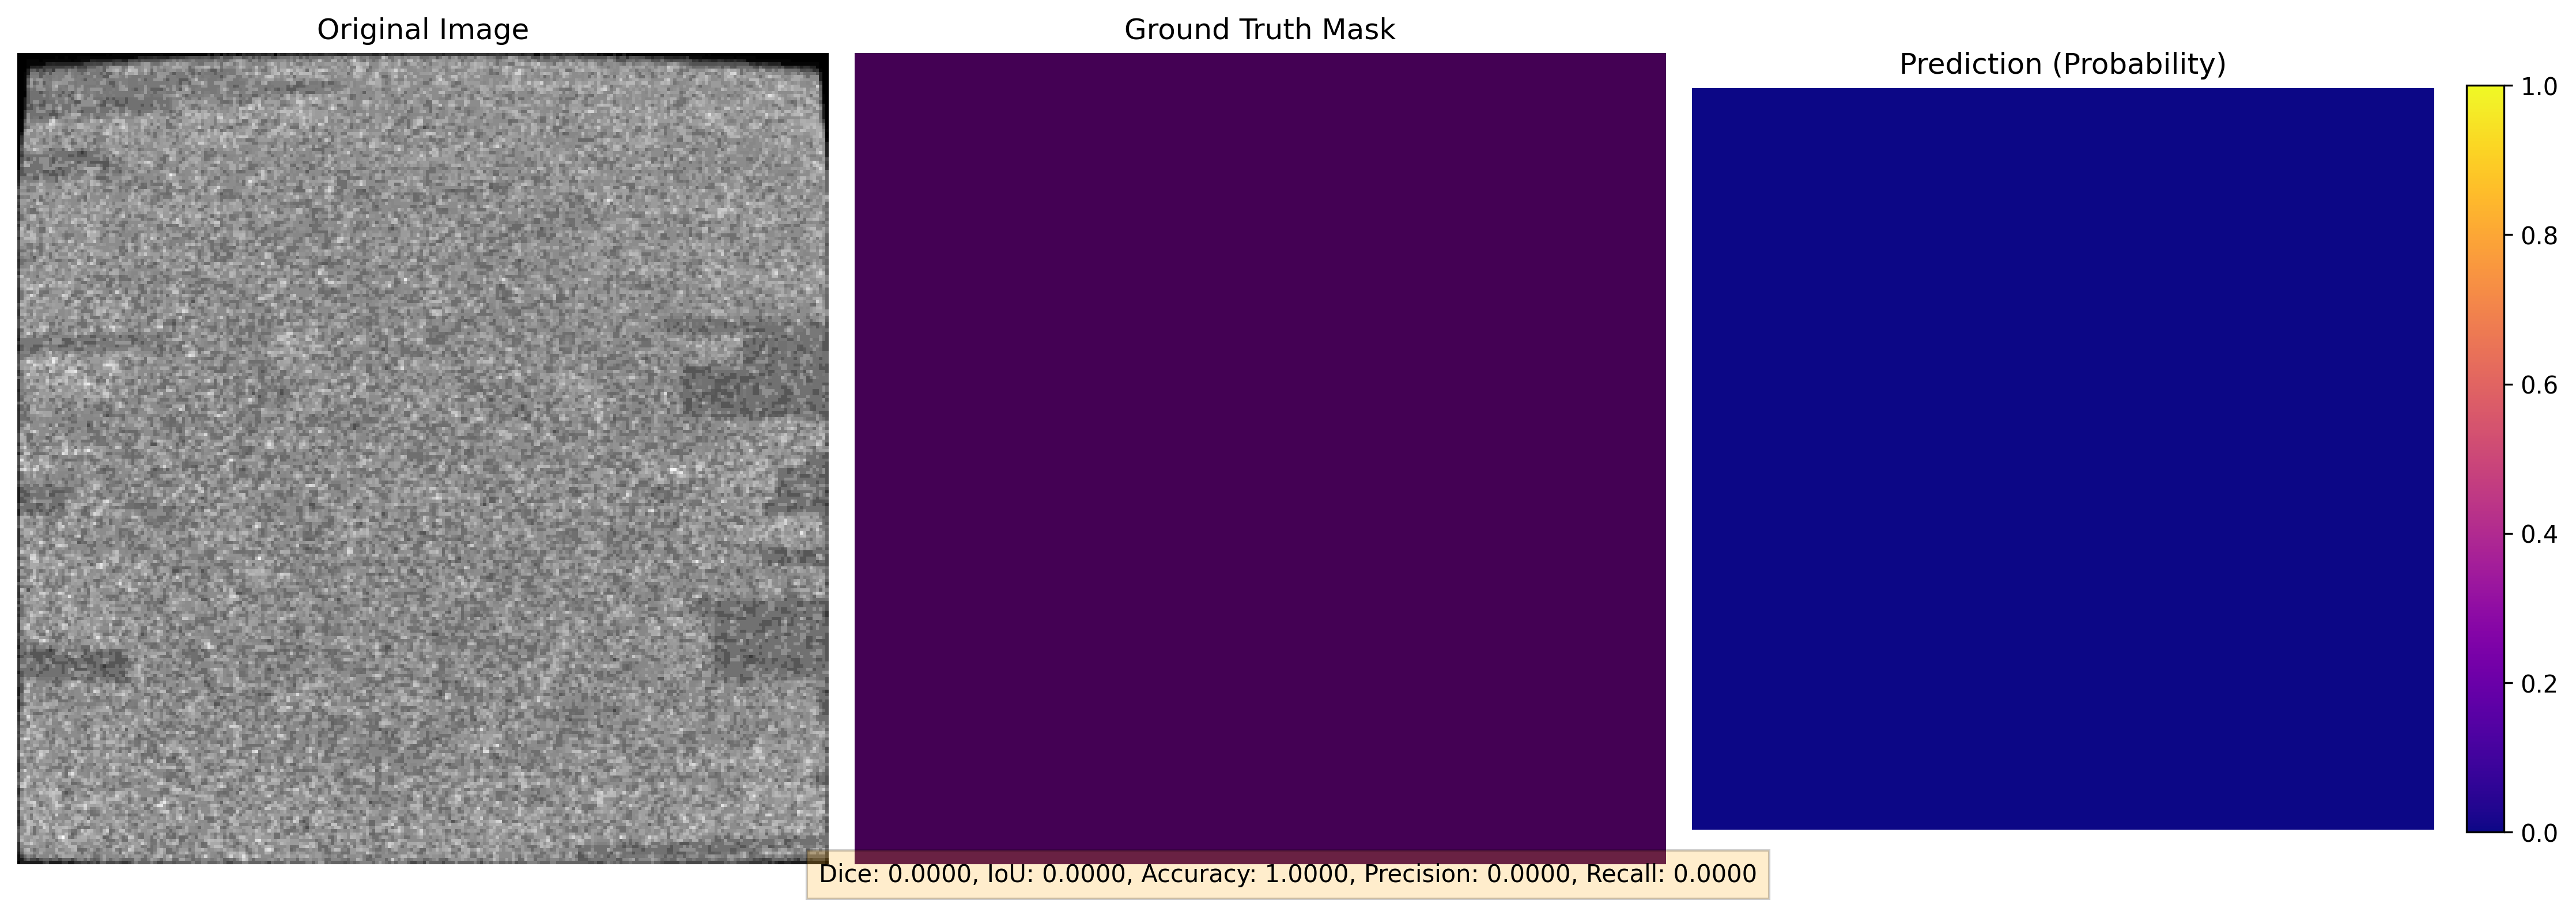 Original Image
Ground Truth Mask
Prediction (Probability)
1.0
0.8
0.6
0.4
0.2
0.0
Dice: 0.0000, IoU: 0.0000, Accuracy: 1.0000, Precision: 0.0000, Recall: 0.0000